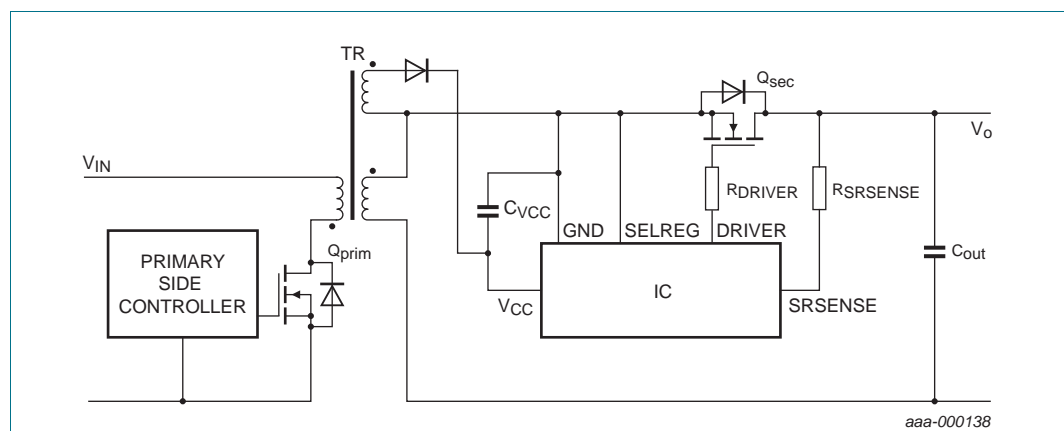 TR
Qsec
Vo
VIN
RDRIVER
RSRSENSE
CVCC
GND
SELREG
DRIVER
Qprim
Cout
PRIMARY
SIDE
CONTROLLER
IC
VCC
SRSENSE
aaa-000138